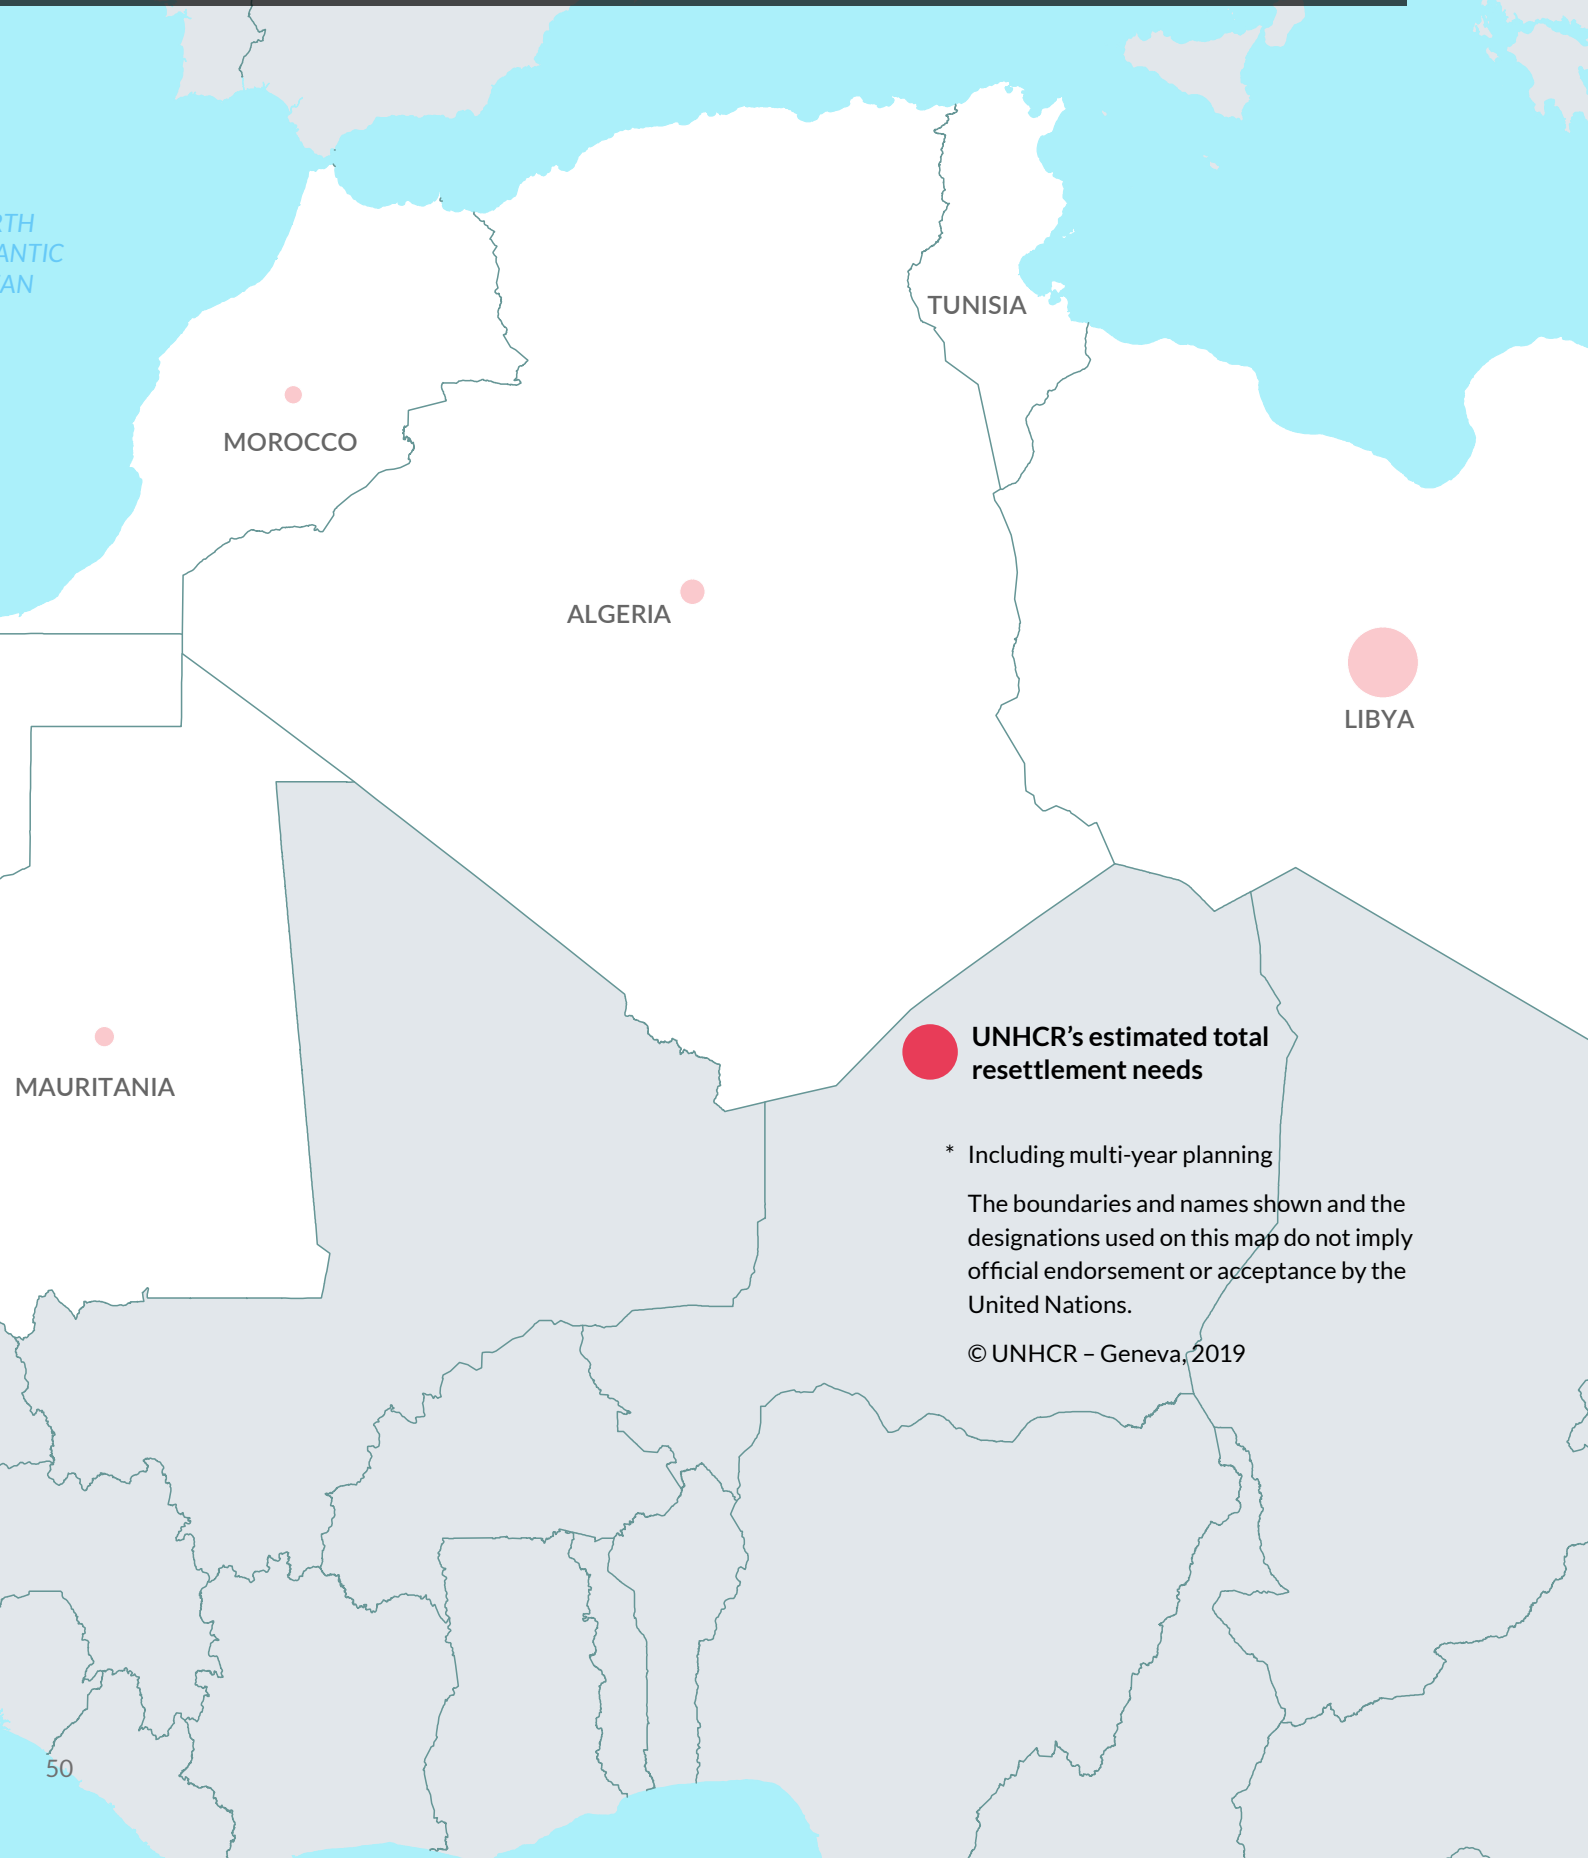 RTH
ANTIC
AN
TUNISIA
MOROCCO
ALGERIA
LIBYA
MAURITANIA
UNHCR’s estimated total
resettlement needs
* Including multi-year planning
The boundaries and names shown and the
designations used on this map do not imply
official endorsement or acceptance by the
United Nations.
© UNHCR – Geneva, 2019
50